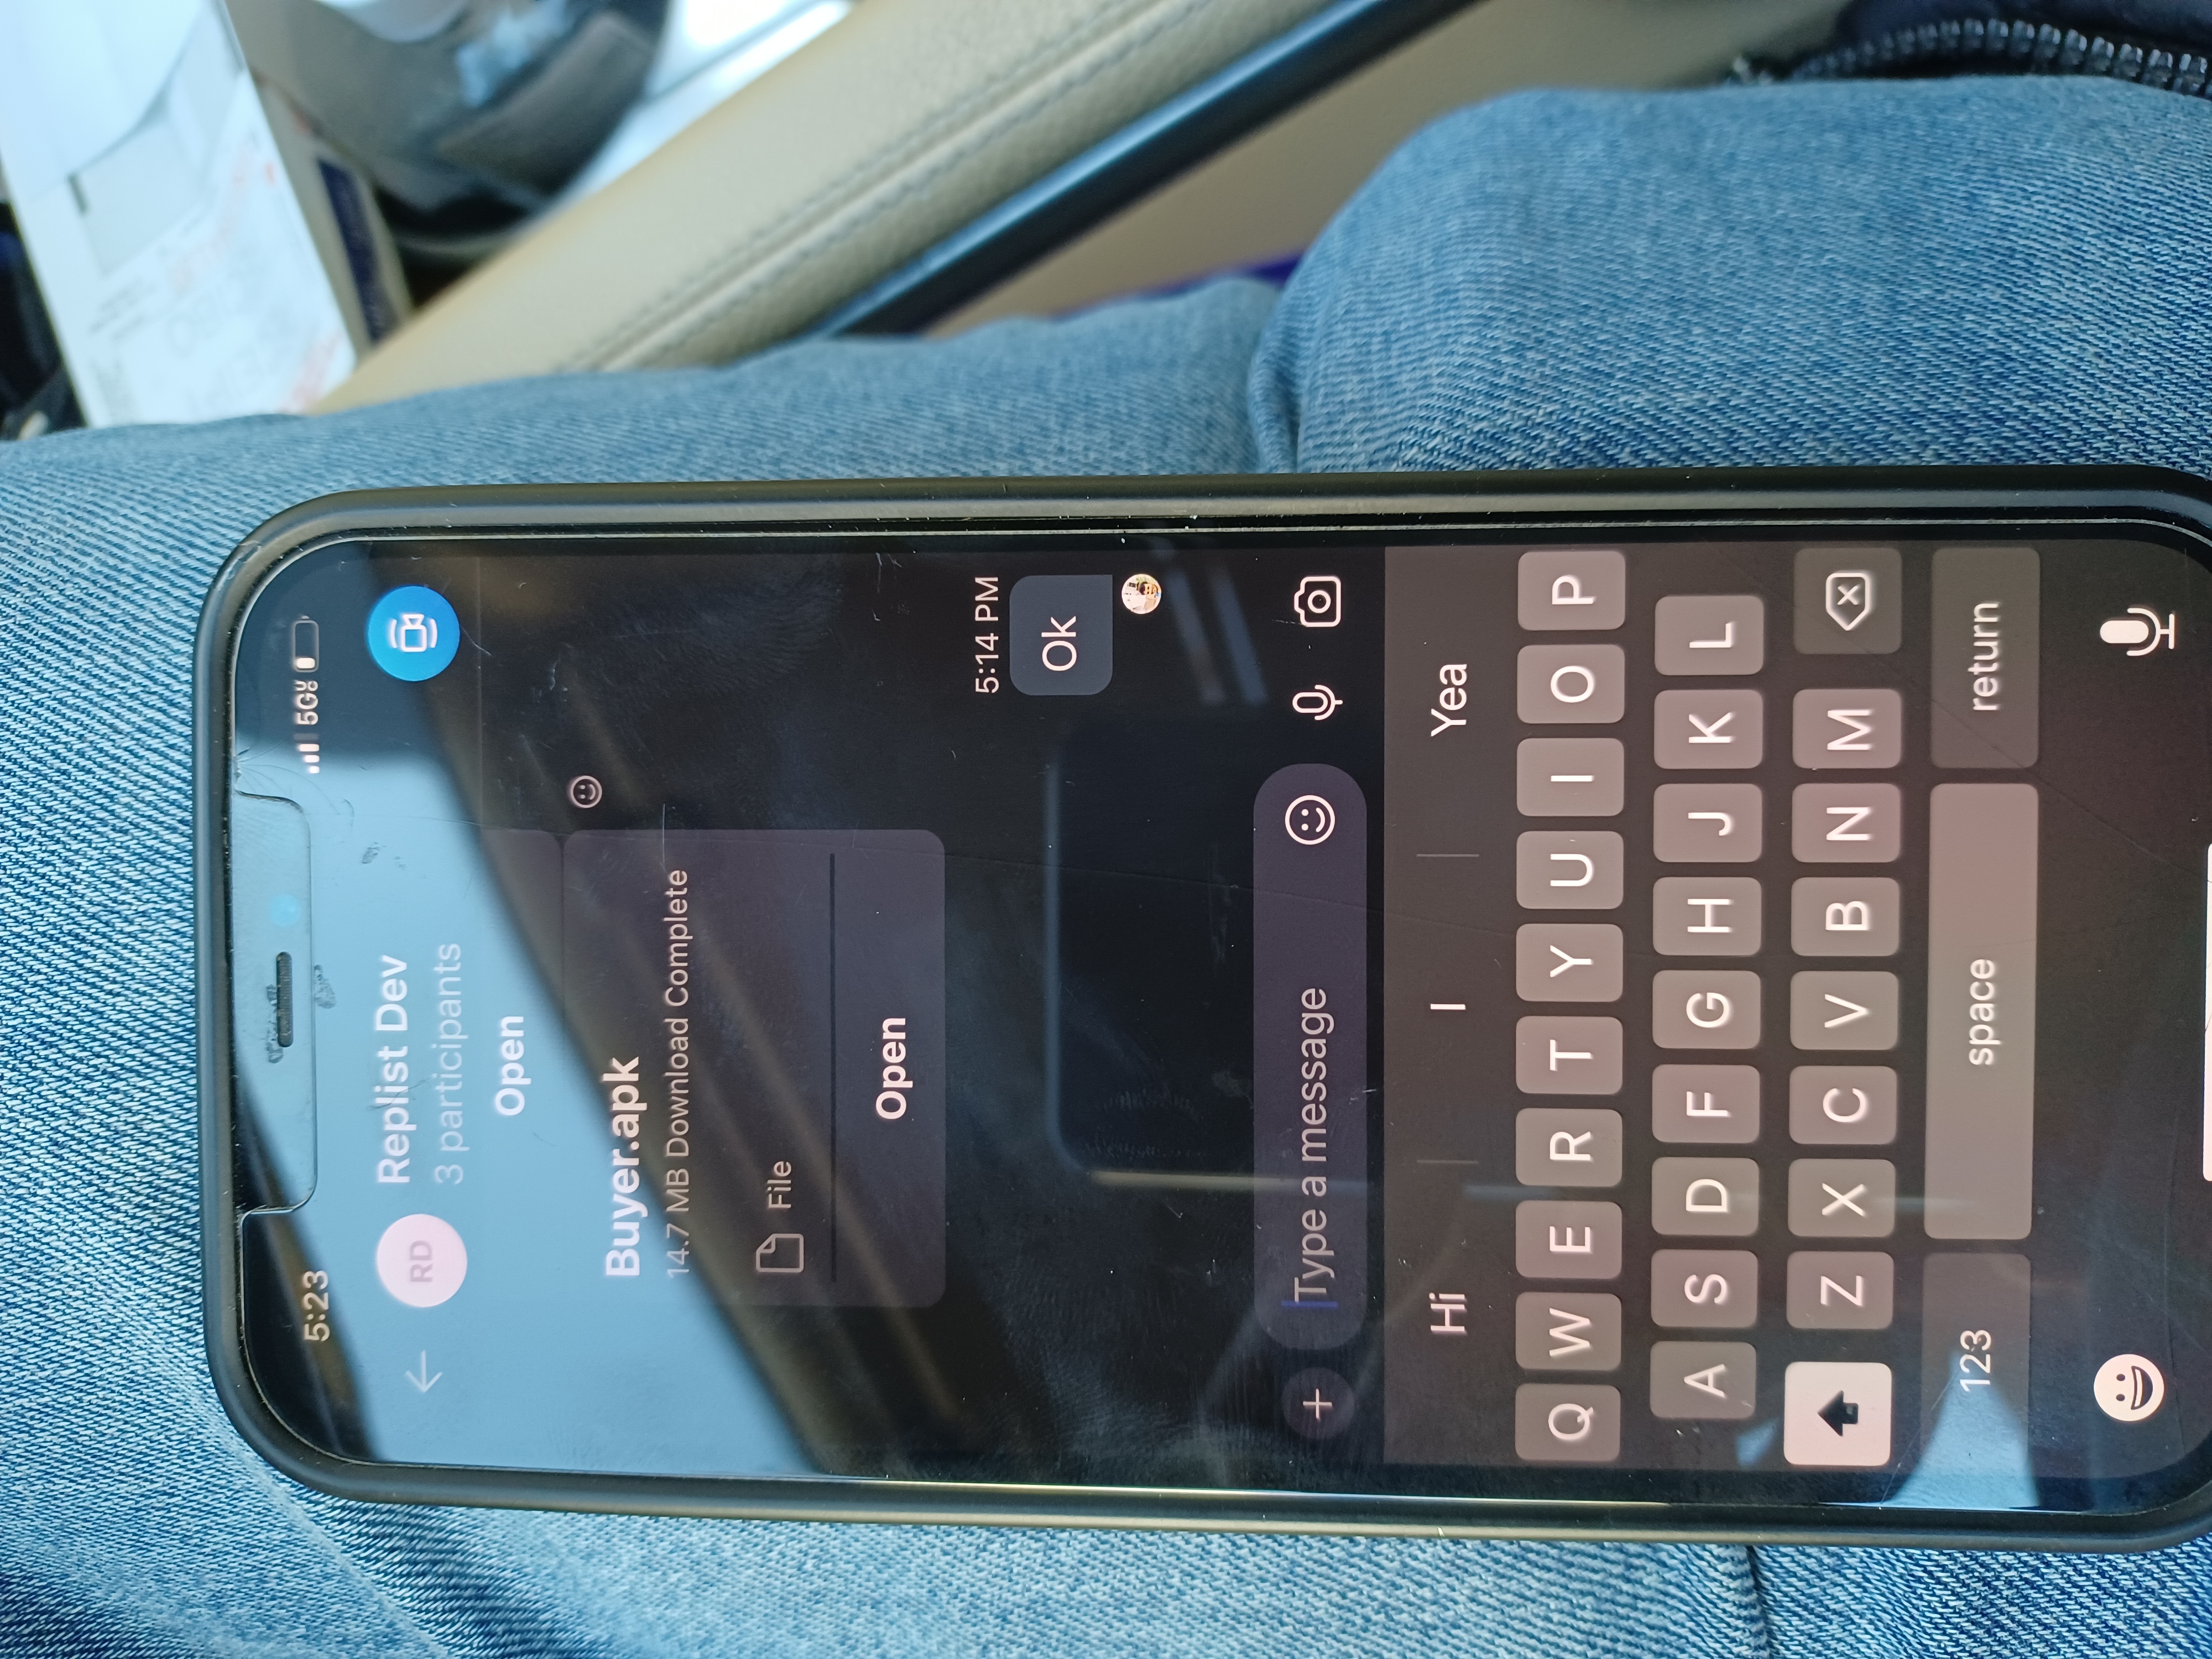 5:23
5G
RD
Replist Dev
3 participants
Open
Buyer.apk
14.7 MB Download Complete
File
Open
5:14 PM
Ok
Type a message
Hi
I
Yea
Q W E R T Y U I O P
A S D F G H J K L
Z X C V B N M
123
space
return